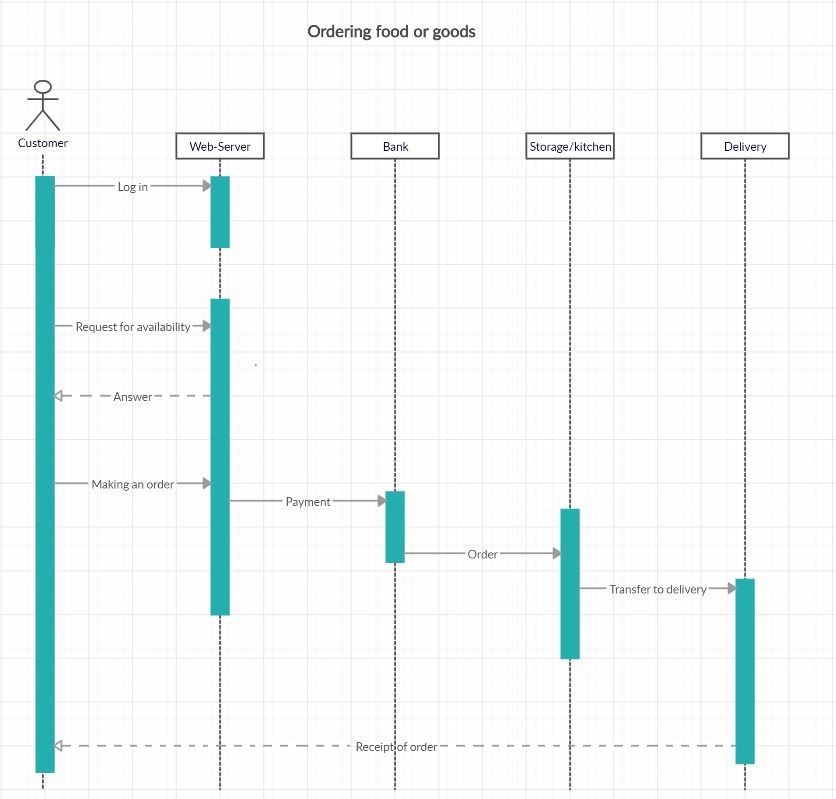 Ordering food or goods
Customer
Web-Server
Bank
Storage/kitchen
Delivery
Log in
Request for availability
Answer
Making an order
Payment
Order
Transfer to delivery
Receipt of order